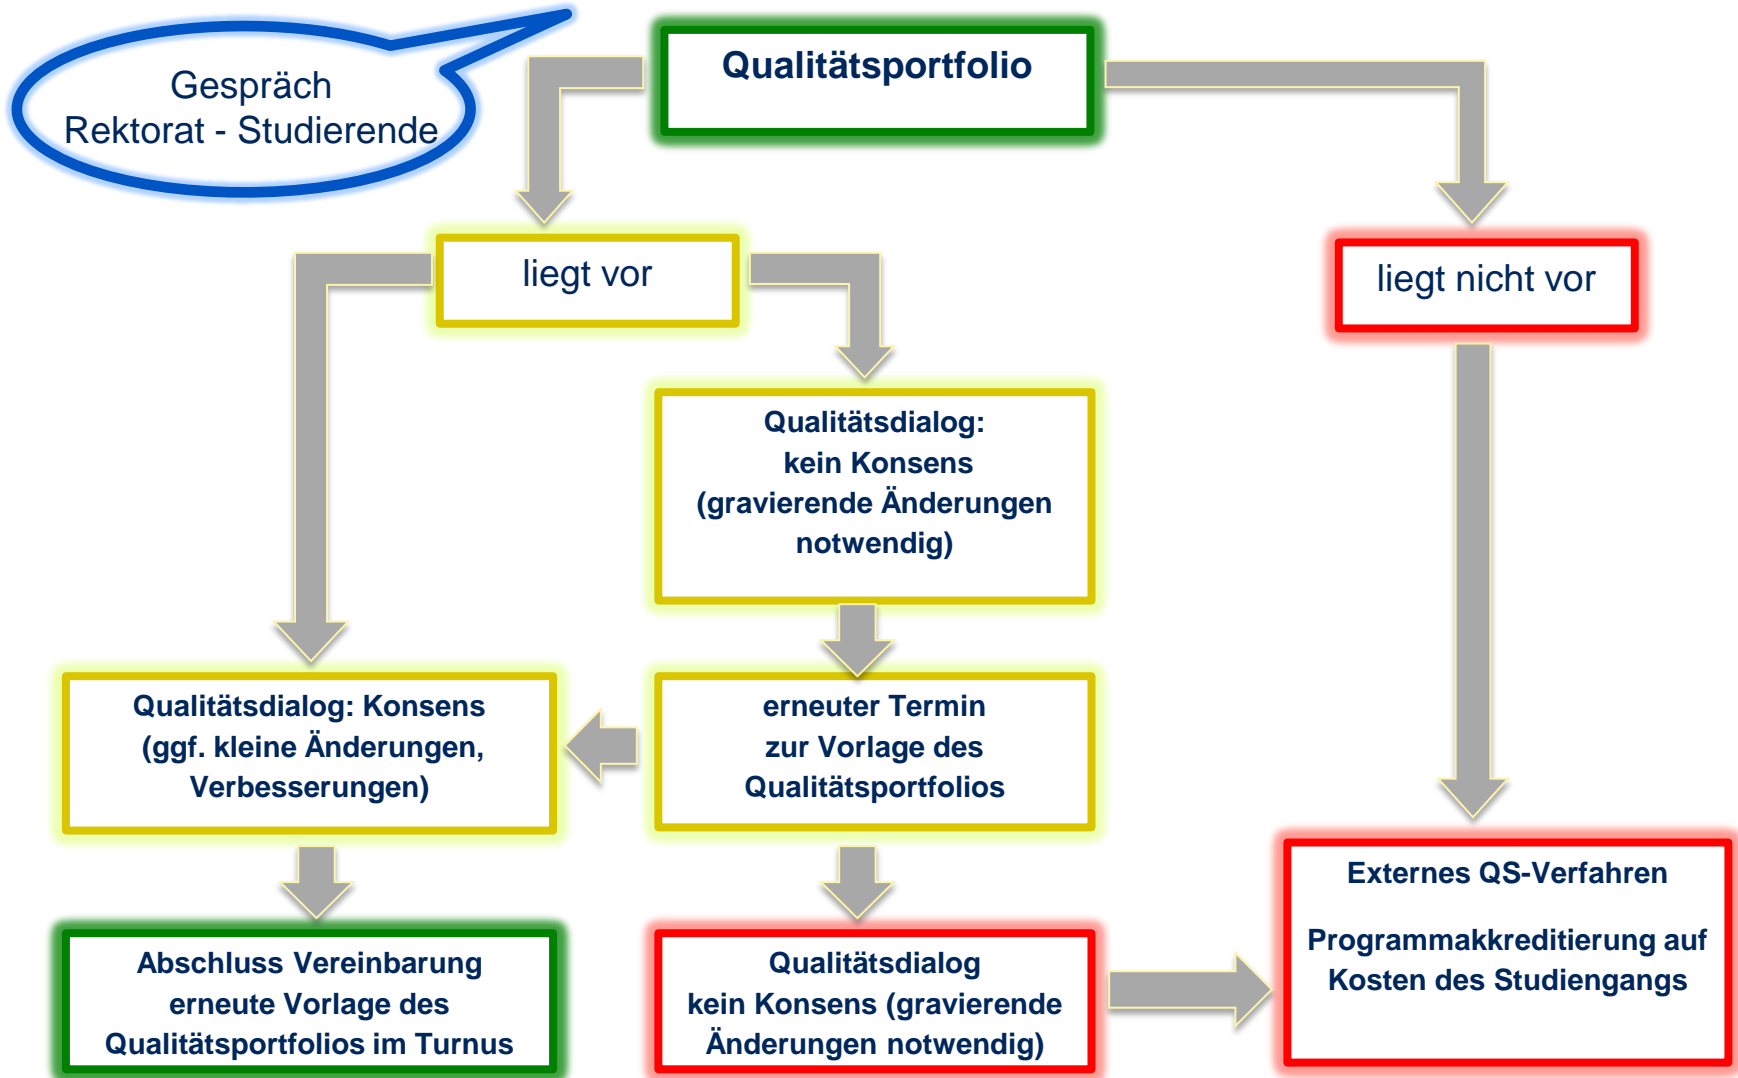 Gespräch
Rektorat - Studierende
Qualitätsportfolio
liegt vor
liegt nicht vor
Qualitätsdialog:
kein Konsens
(gravierende Änderungen
notwendig)
Qualitätsdialog: Konsens
(ggf. kleine Änderungen,
Verbesserungen)
erneuter Termin
zur Vorlage des
Qualitätsportfolios
Externes QS-Verfahren
Programmakkreditierung auf
Kosten des Studiengangs
Abschluss Vereinbarung
erneute Vorlage des
Qualitätsportfolios im Turnus
Qualitätsdialog
kein Konsens (gravierende
Änderungen notwendig)